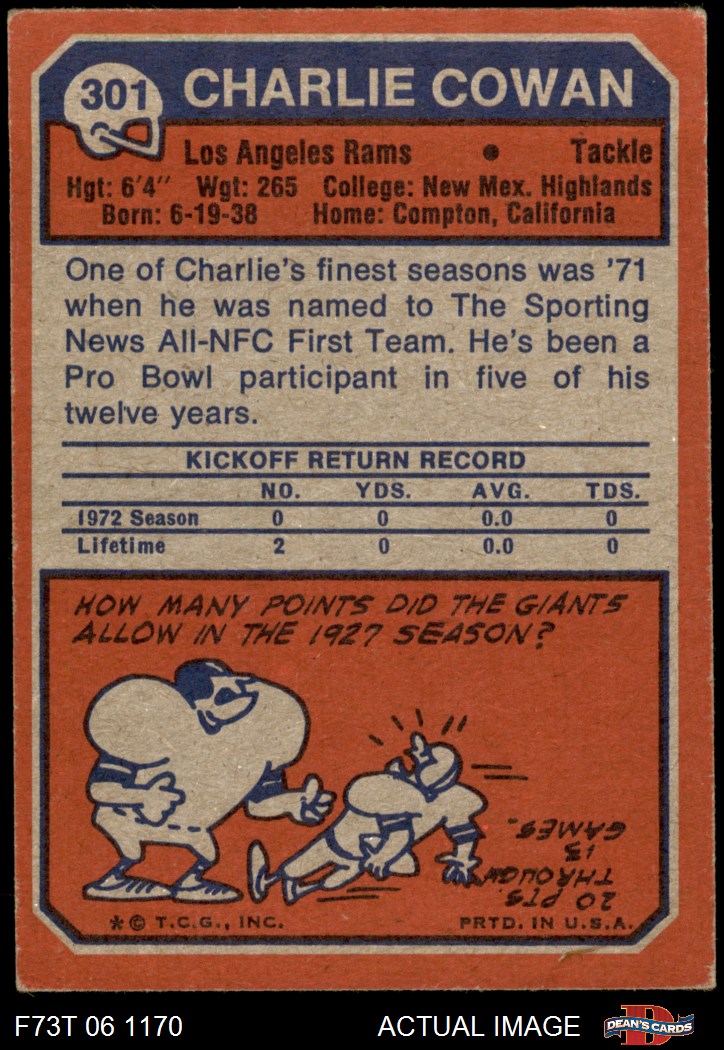 301 CHARLIE COWAN
Los Angeles Rams • Tackle
Hgt: 6'4" Wgt: 265 College: New Mex. Highlands
Born: 6-19-38 Home: Compton, California
One of Charlie's finest seasons was '71
when he was named to The Sporting
News All-NFC First Team. He's been a
Pro Bowl participant in five of his
twelve years.
KICKOFF RETURN RECORD
NO. YDS. AVG. TDS.
1972 Season 0 0 0.0 0
Lifetime 2 0 0.0 0
HOW MANY POINTS DID THE GIANTS
ALLOW IN THE 1927 SEASON?
20 PTS.
THROUGH
13
GAMES.
* © T.C.G., INC. PRTD. IN U.S.A.
F73T 06 1170 ACTUAL IMAGE DEAN'S CARDS